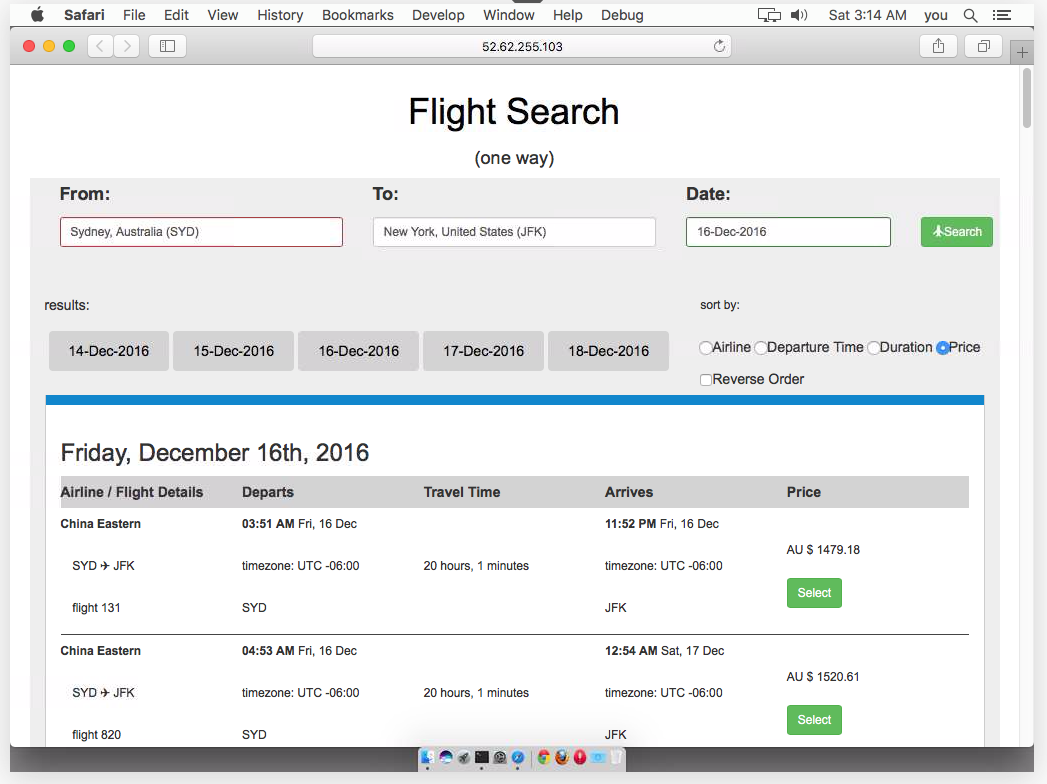 Safari File Edit View History Bookmarks Develop Window Help Debug Sat 3:14 AM you
52.62.255.103
Flight Search
(one way)
From: To: Date:
Sydney, Australia (SYD) New York, United States (JFK) 16-Dec-2016 Search
results: sort by:
14-Dec-2016 15-Dec-2016 16-Dec-2016 17-Dec-2016 18-Dec-2016
Airline Departure Time Duration Price
Reverse Order
Friday, December 16th, 2016
Airline / Flight Details Departs Travel Time Arrives Price
China Eastern 03:51 AM Fri, 16 Dec 11:52 PM Fri, 16 Dec
AU $ 1479.18
SYD ✈ JFK timezone: UTC -06:00 20 hours, 1 minutes timezone: UTC -06:00
Select
flight 131 SYD JFK
China Eastern 04:53 AM Fri, 16 Dec 12:54 AM Sat, 17 Dec
AU $ 1520.61
SYD ✈ JFK timezone: UTC -06:00 20 hours, 1 minutes timezone: UTC -06:00
Select
flight 820 SYD JFK